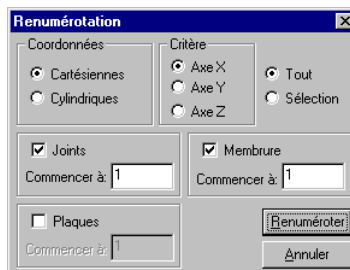 Renumérotation
Coordonnées
Cartésiennes
Cylindriques
Critère
Axe X
Axe Y
Axe Z
Tout
Sélection
Joints
Commencer à: 1
Membrure
Commencer à: 1
Plaques
Commencer à: 1
Renuméroter
Annuler